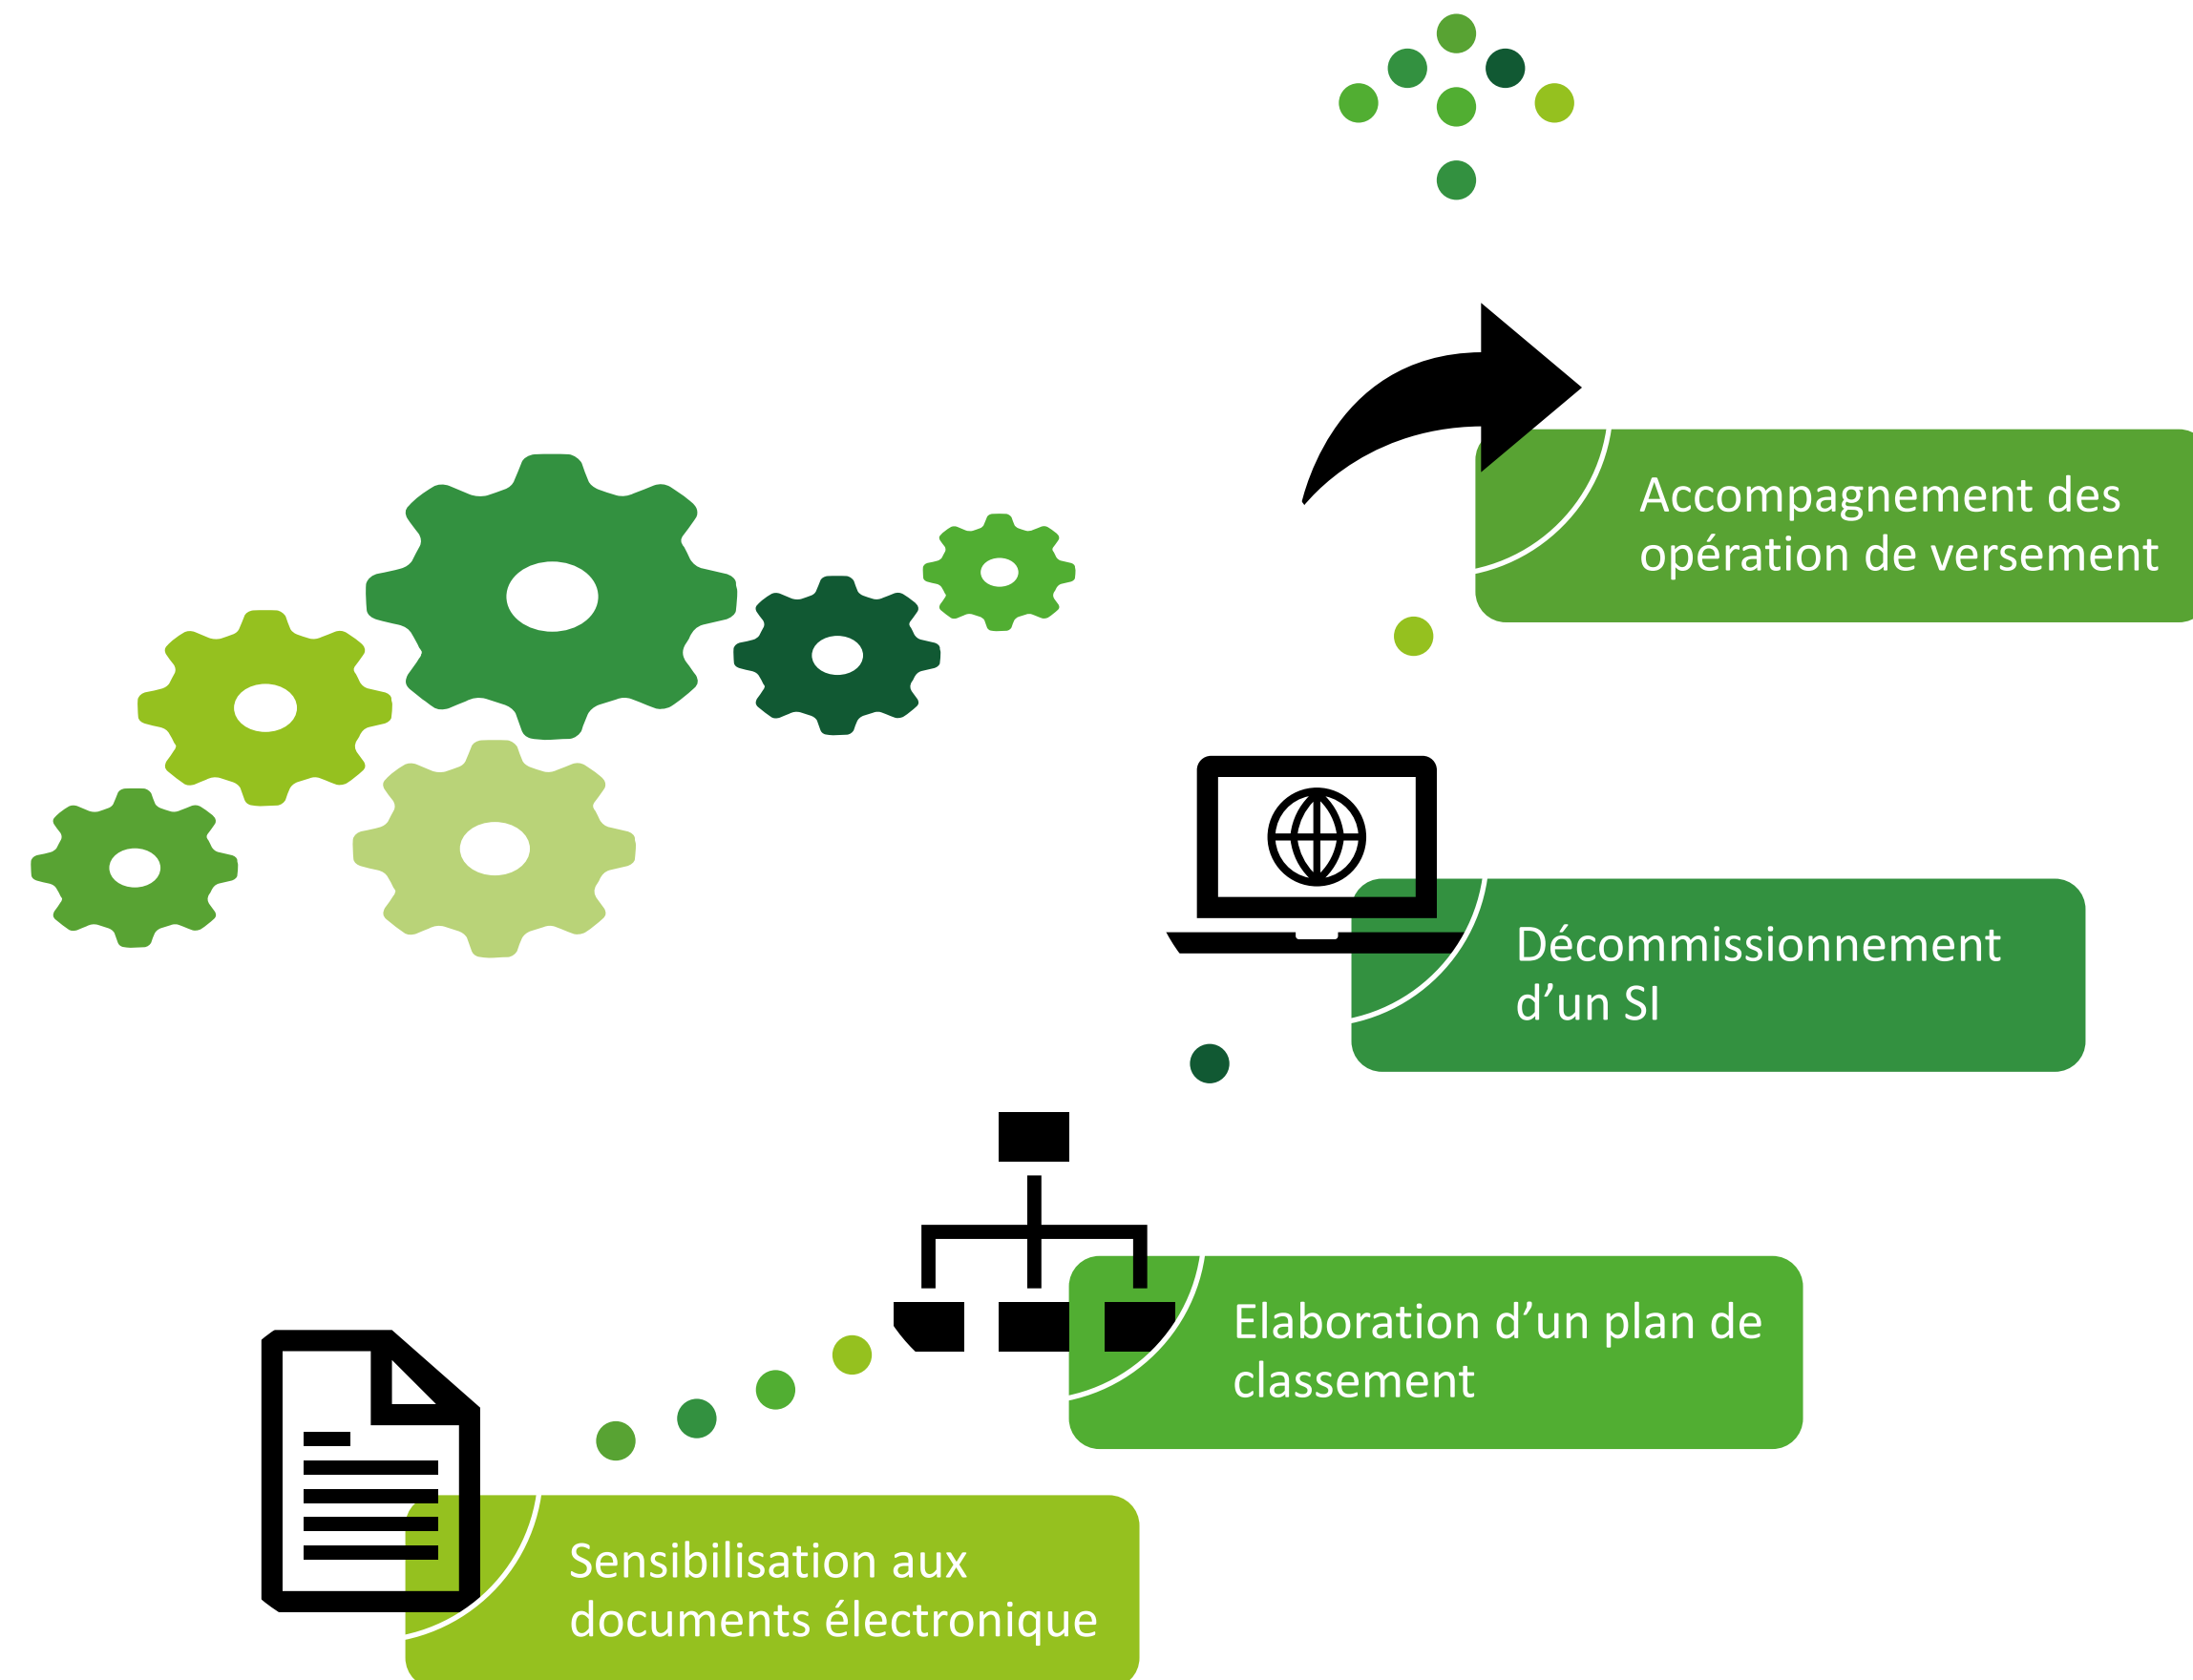 Accompagnement des
opération de versement
Décommissionnement
d’un SI
Elaboration d’un plan de
classement
Sensibilisation aux
documents électronique